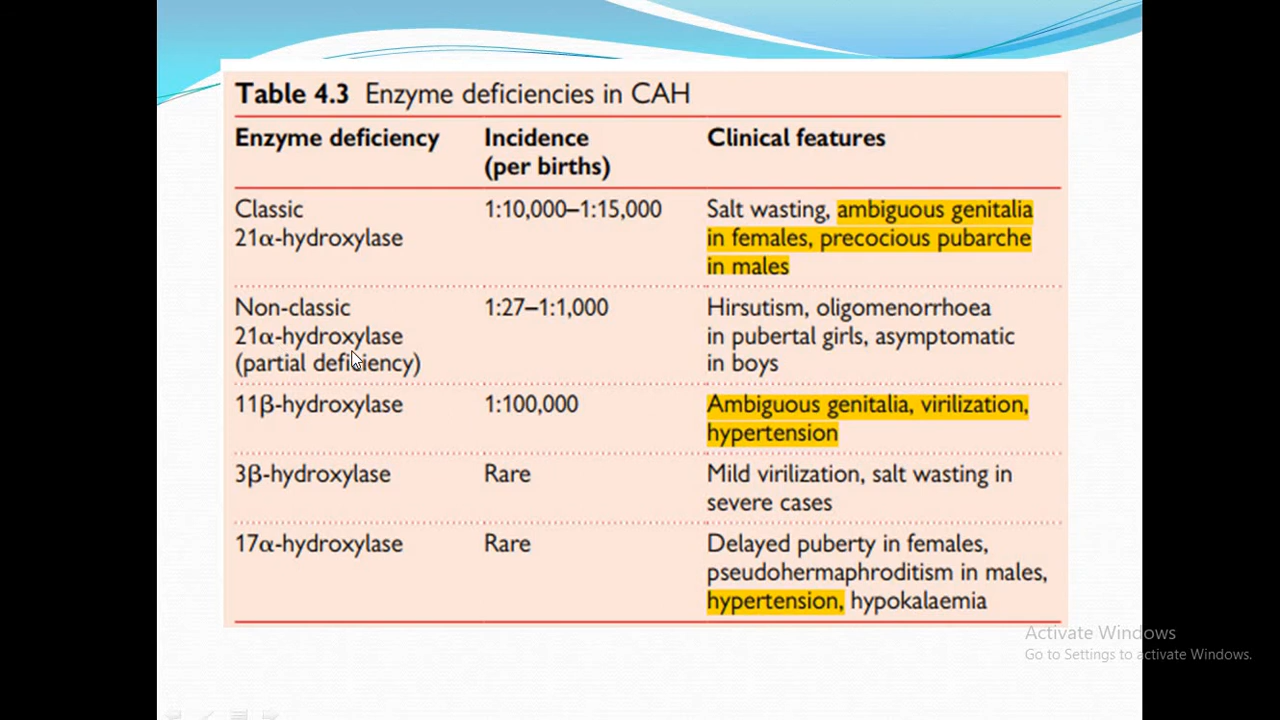 Table 4.3 Enzyme deficiencies in CAH
Enzyme deficiency Incidence (per births) Clinical features
Classic 21α-hydroxylase 1:10,000–1:15,000 Salt wasting, ambiguous genitalia
in females, precocious pubarche
in males
Non-classic 21α-hydroxylase (partial deficiency) 1:27–1:1,000 Hirsutism, oligomenorrhoea
in pubertal girls, asymptomatic
in boys
11β-hydroxylase 1:100,000 Ambiguous genitalia, virilization,
hypertension
3β-hydroxylase Rare Mild virilization, salt wasting in
severe cases
17α-hydroxylase Rare Delayed puberty in females,
pseudohermaphroditism in males,
hypertension, hypokalaemia
Activate Windows
Go to Settings to activate Windows.